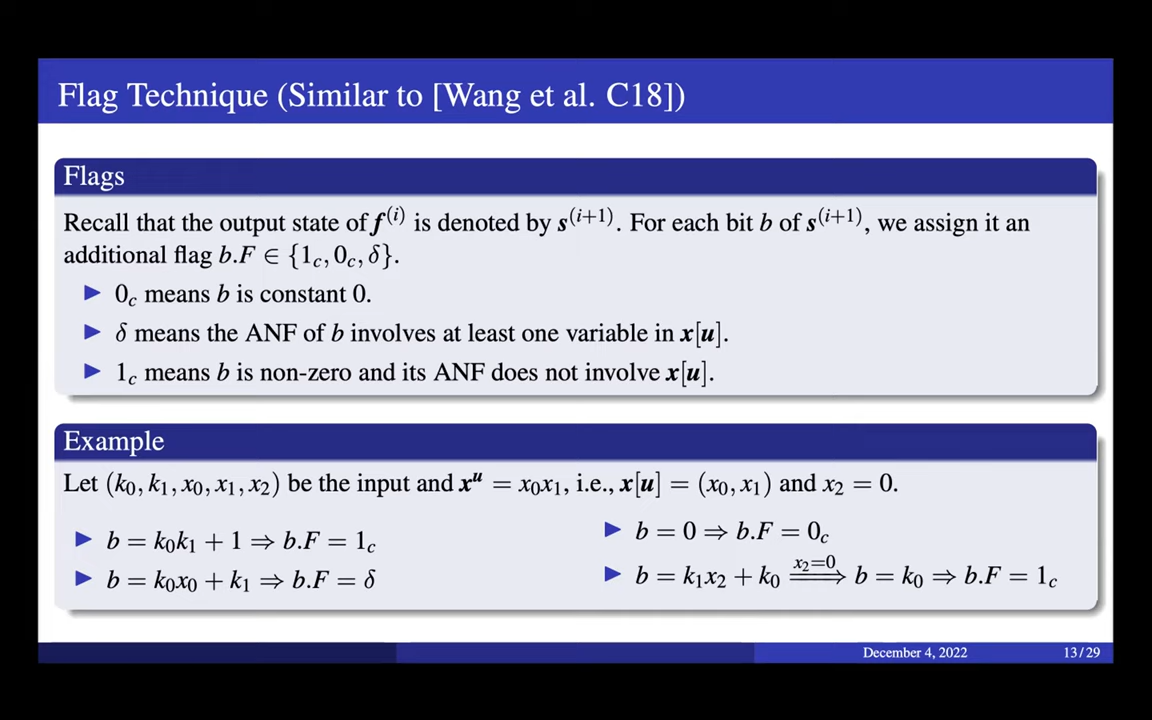 Flag Technique (Similar to [Wang et al. C18])
Flags
Recall that the output state of f^(i) is denoted by s^(i+1). For each bit b of s^(i+1), we assign it an
additional flag b.F ∈ {1_c, 0_c, δ}.
▶ 0_c means b is constant 0.
▶ δ means the ANF of b involves at least one variable in x[u].
▶ 1_c means b is non-zero and its ANF does not involve x[u].
Example
Let (k_0, k_1, x_0, x_1, x_2) be the input and x^u = x_0x_1, i.e., x[u] = (x_0, x_1) and x_2 = 0.
▶ b = k_0k_1 + 1 ⇒ b.F = 1_c
▶ b = k_0x_0 + k_1 ⇒ b.F = δ
▶ b = 0 ⇒ b.F = 0_c
▶ b = k_1x_2 + k_0 ==x_2=0==⇒ b = k_0 ⇒ b.F = 1_c
December 4, 2022 13 / 29